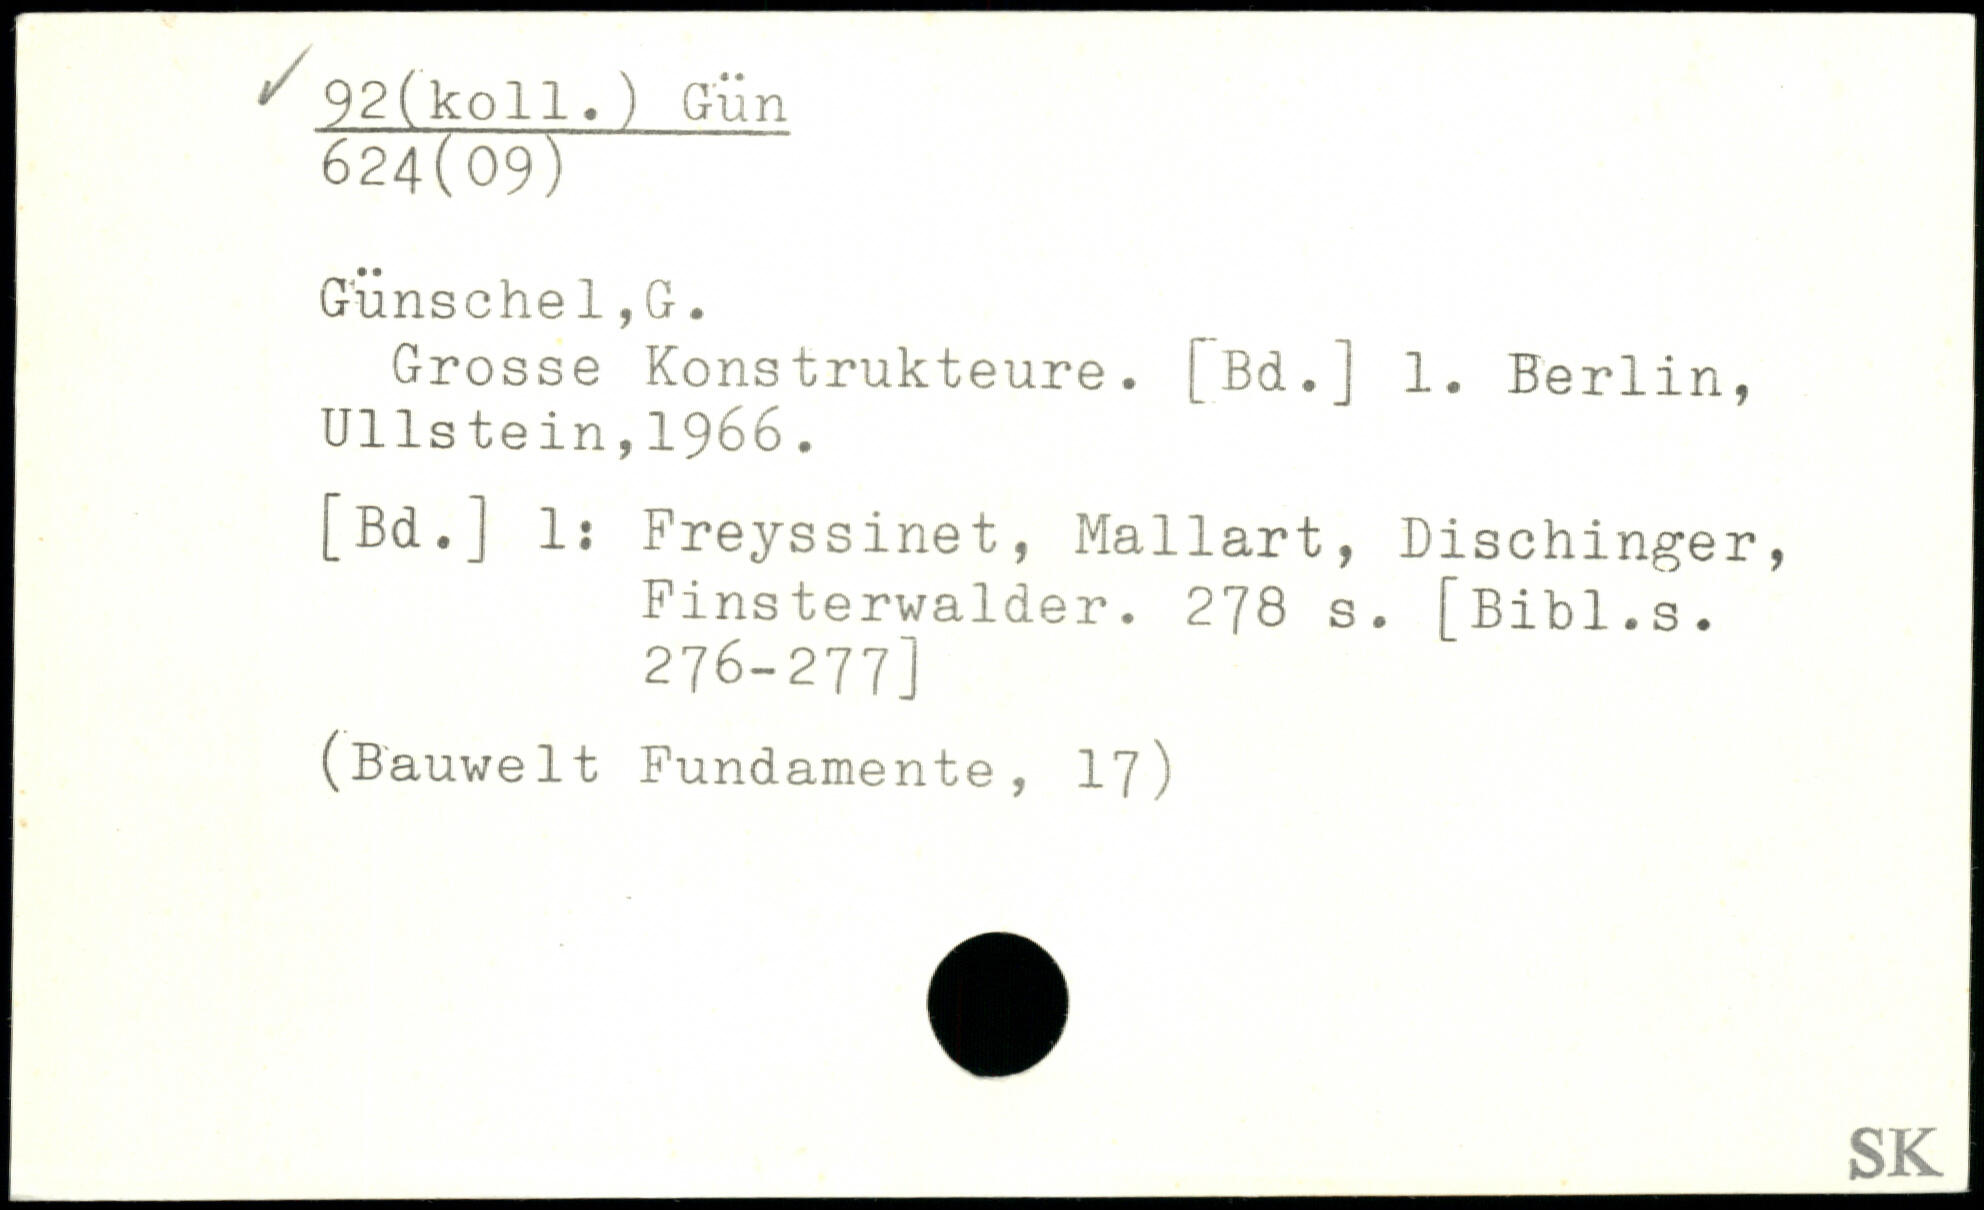 ✓ 92(koll.) Gün
624(09)
Günschel,G.
Grosse Konstrukteure. [Bd.] 1. Berlin,
Ullstein,1966.
[Bd.] 1: Freyssinet, Mallart, Dischinger,
Finsterwalder. 278 s. [Bibl.s.
276-277]
(Bauwelt Fundamente, 17)
SK